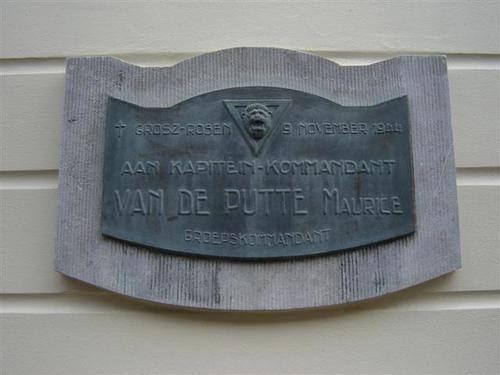 † GROSZ-ROSEN 9 NOVEMBER 1944
AAN KAPITEIN-KOMMANDANT
VAN DE PUTTE MAURICE
GROEPSKOMMANDANT